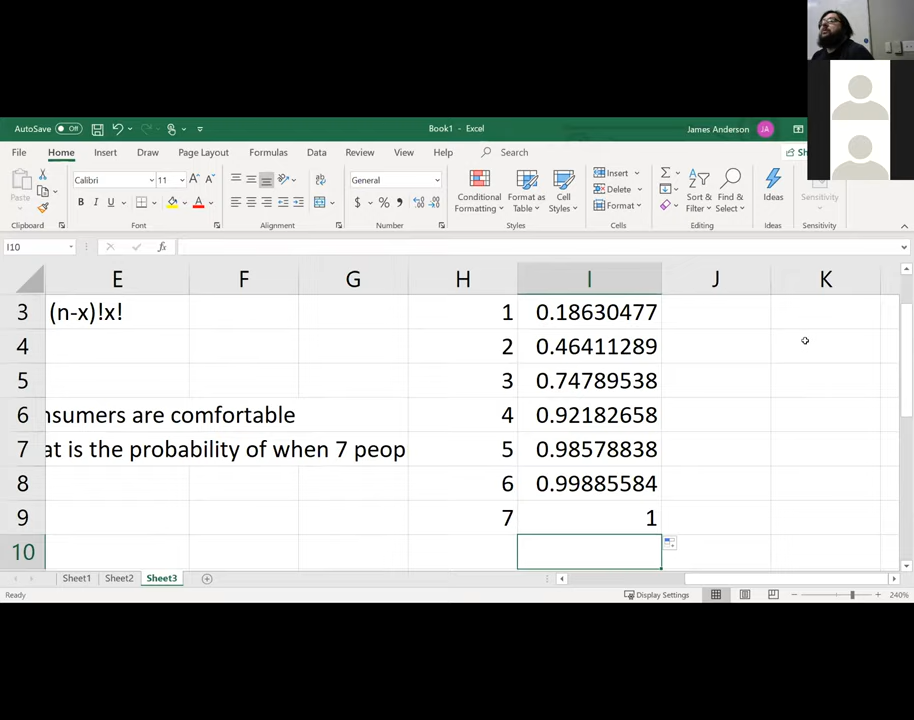 AutoSave Off Book1 - Excel James Anderson JA
File Home Insert Draw Page Layout Formulas Data Review View Help Search Sh
Paste Calibri 11 A A General Conditional Formatting Format as Table Cell Styles Insert Delete Format Sort & Filter Find & Select Ideas Sensitivity
B I U A $ % ,
Clipboard Font Alignment Number Styles Cells Editing Ideas Sensitivity
I10 fx
E F G H I J K
3 (n-x)!x! 1 0.18630477
4 2 0.46411289
5 3 0.74789538
6 nsumers are comfortable 4 0.92182658
7 at is the probability of when 7 peop 5 0.98578838
8 6 0.99885584
9 7 1
10
Sheet1 Sheet2 Sheet3
Ready Display Settings 240%